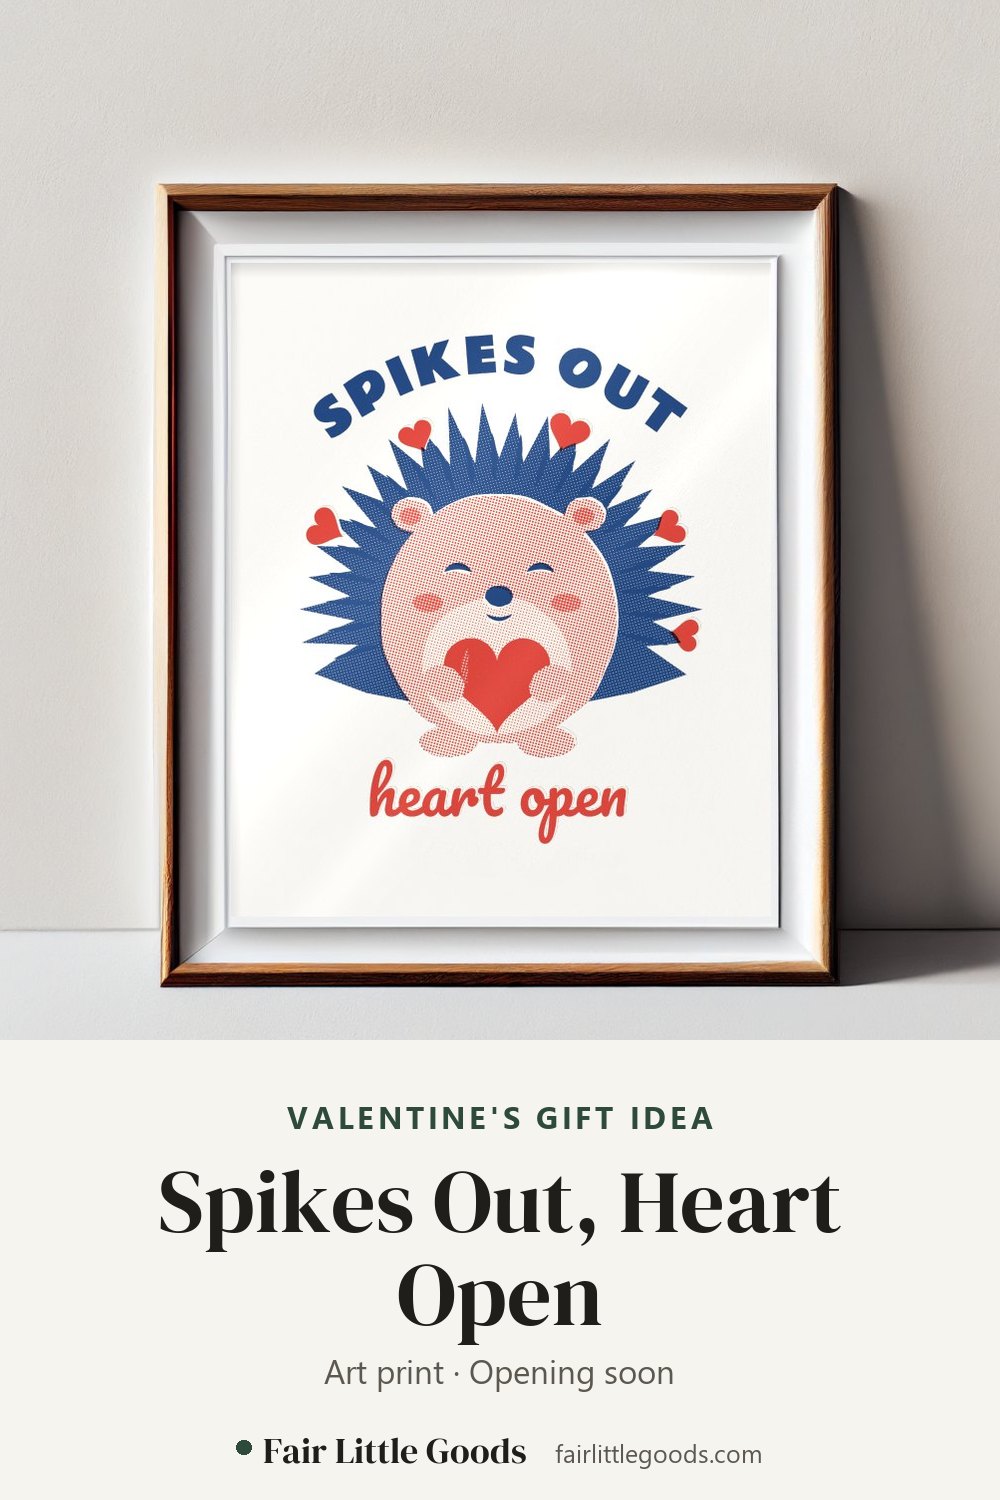 SPIKES OUT
heart open
VALENTINE'S GIFT IDEA
Spikes Out, Heart
Open
Art print · Opening soon
Fair Little Goods fairlittlegoods.com